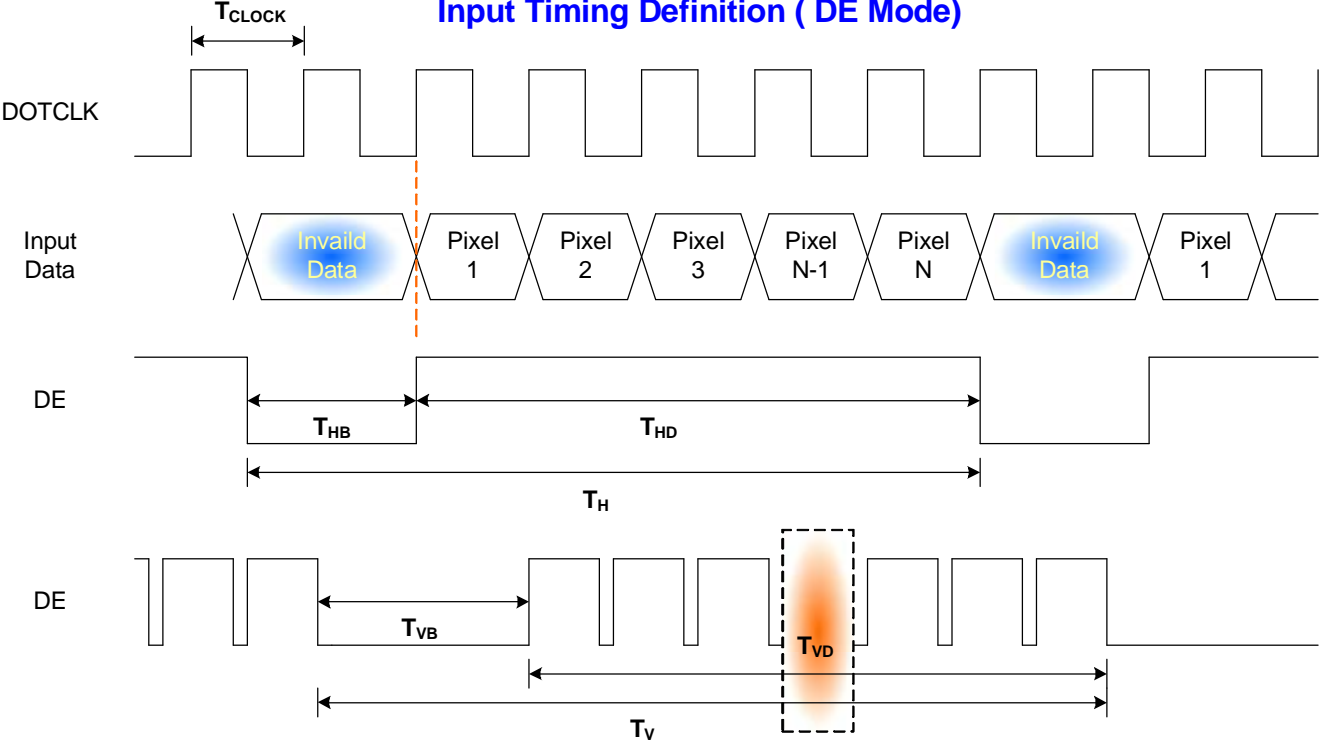 Input Timing Definition ( DE Mode)
TCLOCK
DOTCLK
Input
Data
Invaild
Data
Pixel
1
Pixel
2
Pixel
3
Pixel
N-1
Pixel
N
Invaild
Data
Pixel
1
DE
THB
THD
TH
DE
TVB
TVD
TV